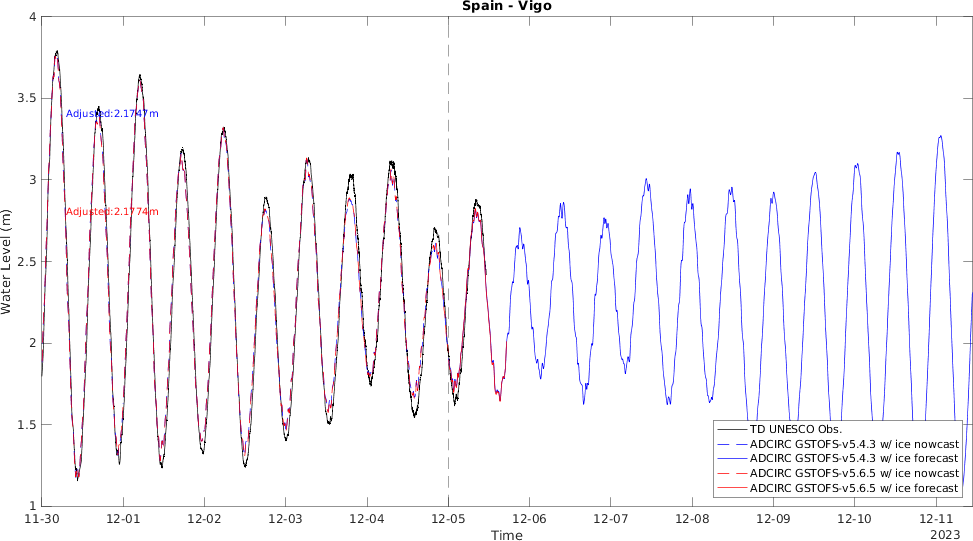 Spain - Vigo
4
3.5
3
2.5
2
1.5
1
Water Level (m)
Adjusted:2.1747m
Adjusted:2.1774m
TD UNESCO Obs.
ADCIRC GSTOFS-v5.4.3 w/ ice nowcast
ADCIRC GSTOFS-v5.4.3 w/ ice forecast
ADCIRC GSTOFS-v5.6.5 w/ ice nowcast
ADCIRC GSTOFS-v5.6.5 w/ ice forecast
11-30 12-01 12-02 12-03 12-04 12-05 12-06 12-07 12-08 12-09 12-10 12-11
2023
Time